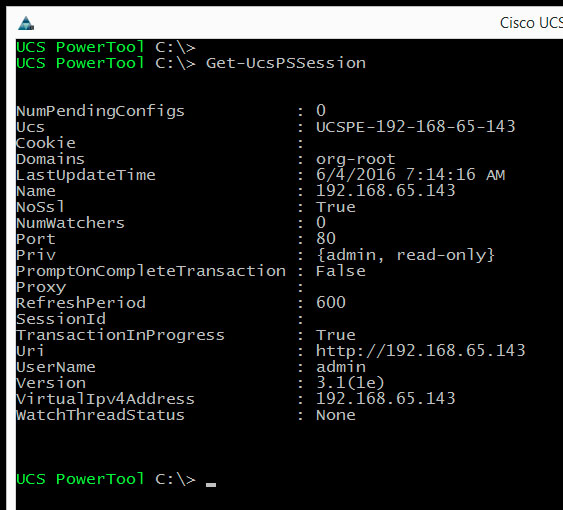 Cisco UCS
UCS PowerTool C:\>
UCS PowerTool C:\> Get-UcsPSSession
NumPendingConfigs : 0
Ucs : UCSPE-192-168-65-143
Cookie :
Domains : org-root
LastUpdateTime : 6/4/2016 7:14:16 AM
Name : 192.168.65.143
NoSsl : True
NumWatchers : 0
Port : 80
Priv : {admin, read-only}
PromptOnCompleteTransaction : False
Proxy :
RefreshPeriod : 600
SessionId :
TransactionInProgress : True
Uri : http://192.168.65.143
UserName : admin
Version : 3.1(1e)
VirtualIpv4Address : 192.168.65.143
WatchThreadStatus : None
UCS PowerTool C:\> _